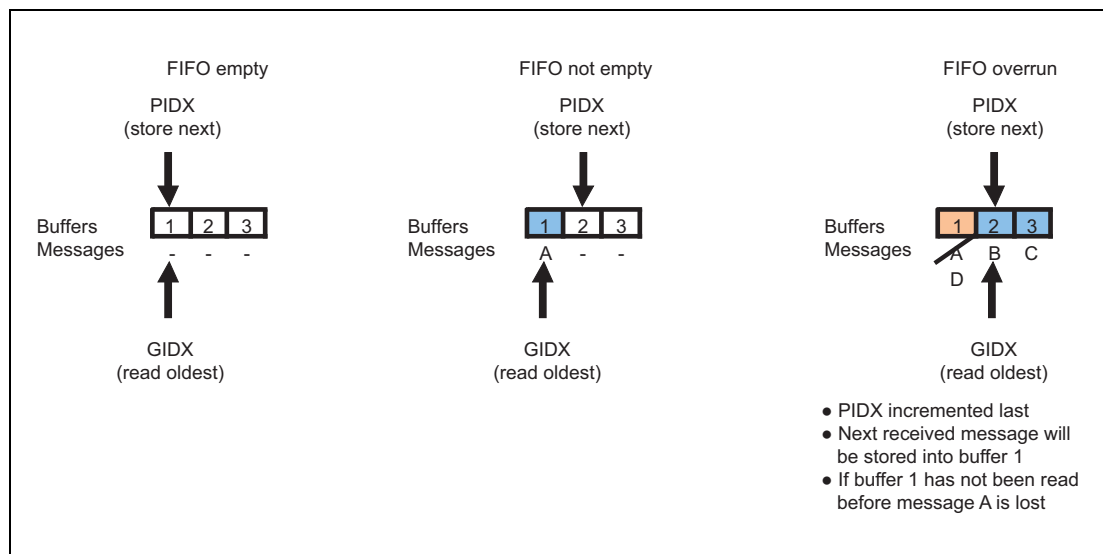 FIFO empty
PIDX
(store next)
Buffers 1 2 3
Messages - - -
GIDX
(read oldest)
FIFO not empty
PIDX
(store next)
Buffers 1 2 3
Messages A - -
GIDX
(read oldest)
FIFO overrun
PIDX
(store next)
Buffers 1 2 3
Messages A B C
D
GIDX
(read oldest)
● PIDX incremented last
● Next received message will
be stored into buffer 1
● If buffer 1 has not been read
before message A is lost